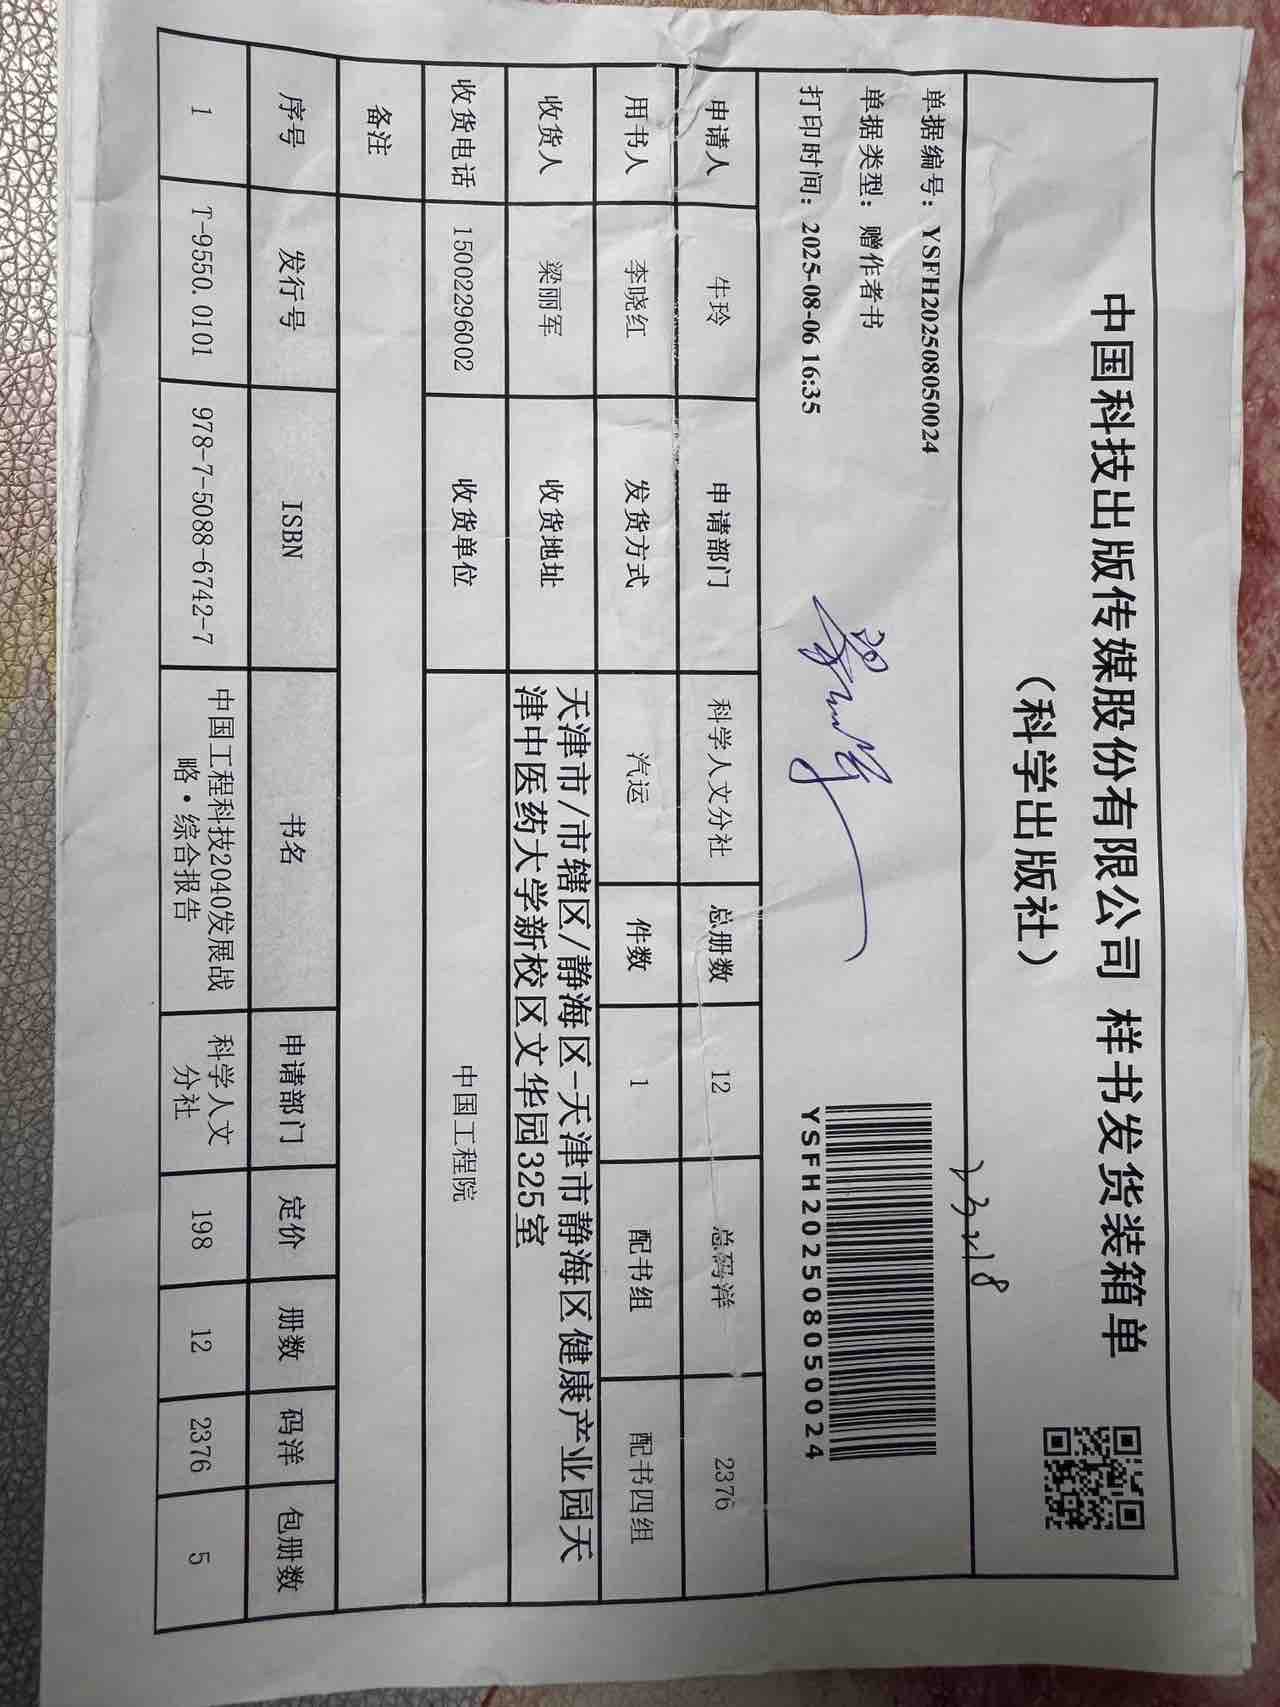 中国科技出版传媒股份有限公司 样书发货装箱单
（科学出版社）
单据编号：YSFH202508050024
单据类型：赠作者书
打印时间：2025-08-06 16:35
YSFH202508050024
申请人 牛玲 申请部门 科学人文分社 总册数 12 总码洋 2376
用书人 李晓红 发货方式 汽运 件数 1 配书组 配书四组
收货人 梁丽军 收货地址 天津市/市辖区/静海区-天津市静海区健康产业园天
津中医药大学新校区文华园325室
收货电话 15002296002 收货单位 中国工程院
备注
序号 发行号 ISBN 书名 申请部门 定价 册数 码洋 包册数
1 T-9550.0101 978-7-5088-6742-7 中国工程科技2040发展战 科学人文 198 12 2376 5
略·综合报告 分社